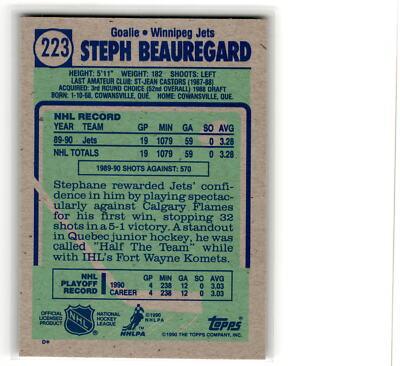 223
Goalie • Winnipeg Jets
STEPH BEAUREGARD
HEIGHT: 5'11" WEIGHT: 182 SHOOTS: LEFT
LAST AMATEUR CLUB: ST-JEAN CASTORS (1987-88)
ACQUIRED: 3rd ROUND CHOICE (52nd OVERALL) 1988 DRAFT
BORN: 1-10-68, COWANSVILLE, QUE. HOME: COWANSVILLE, QUE.
NHL RECORD
YEAR TEAM GP MIN GA SO AVG
89-90 Jets 19 1079 59 0 3.28
NHL TOTALS 19 1079 59 0 3.28
1989-90 SHOTS AGAINST: 570
Stephane rewarded Jets' confi-
dence in him by playing spectac-
ularly against Calgary Flames
for his first win, stopping 32
shots in a 5-1 victory. A standout
in Quebec junior hockey, he was
called "Half The Team" while
with IHL's Fort Wayne Komets.
NHL PLAYOFF RECORD
GP MIN GA SO AVG
1990 4 238 12 0 3.03
CAREER 4 238 12 0 3.03
OFFICIAL LICENSED PRODUCT
NHL
NATIONAL HOCKEY LEAGUE
NHLPA
©1990 NHLPA
Topps
©1990 THE TOPPS COMPANY, INC.
D*